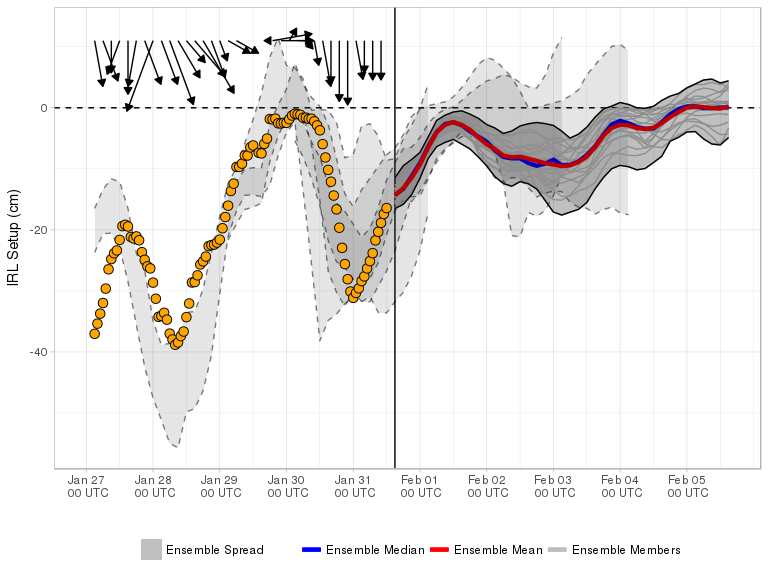 IRL Setup (cm)
0
-20
-40
Jan 27 Jan 28 Jan 29 Jan 30 Jan 31 Feb 01 Feb 02 Feb 03 Feb 04 Feb 05
00 UTC 00 UTC 00 UTC 00 UTC 00 UTC 00 UTC 00 UTC 00 UTC 00 UTC 00 UTC
Ensemble Spread Ensemble Median Ensemble Mean Ensemble Members